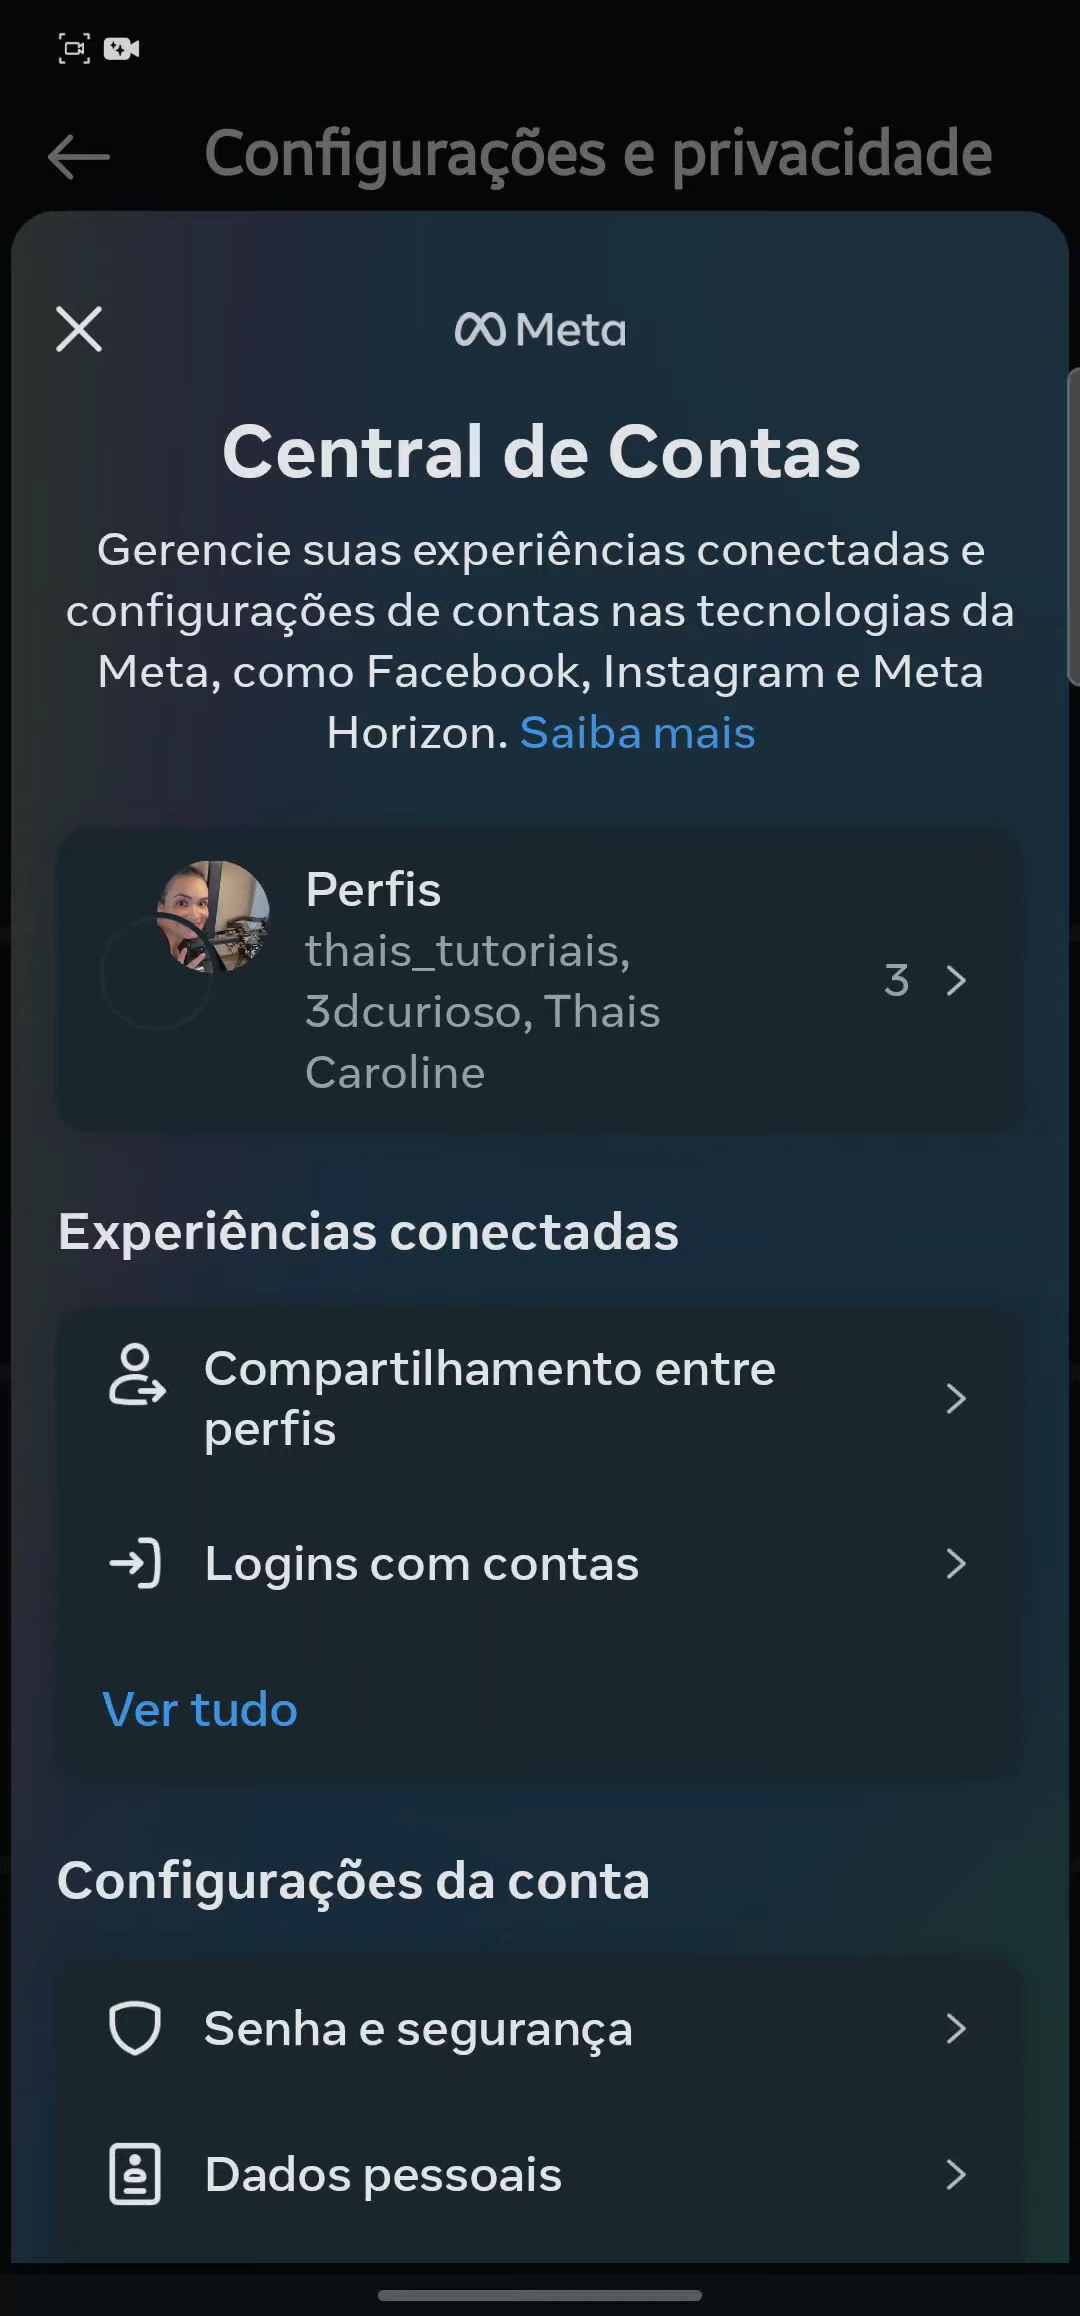 Configurações e privacidade
Meta
Central de Contas
Gerencie suas experiências conectadas e
configurações de contas nas tecnologias da
Meta, como Facebook, Instagram e Meta
Horizon. Saiba mais
Perfis
thais_tutoriais,
3dcurioso, Thais
Caroline
3
Experiências conectadas
Compartilhamento entre
perfis
Logins com contas
Ver tudo
Configurações da conta
Senha e segurança
Dados pessoais